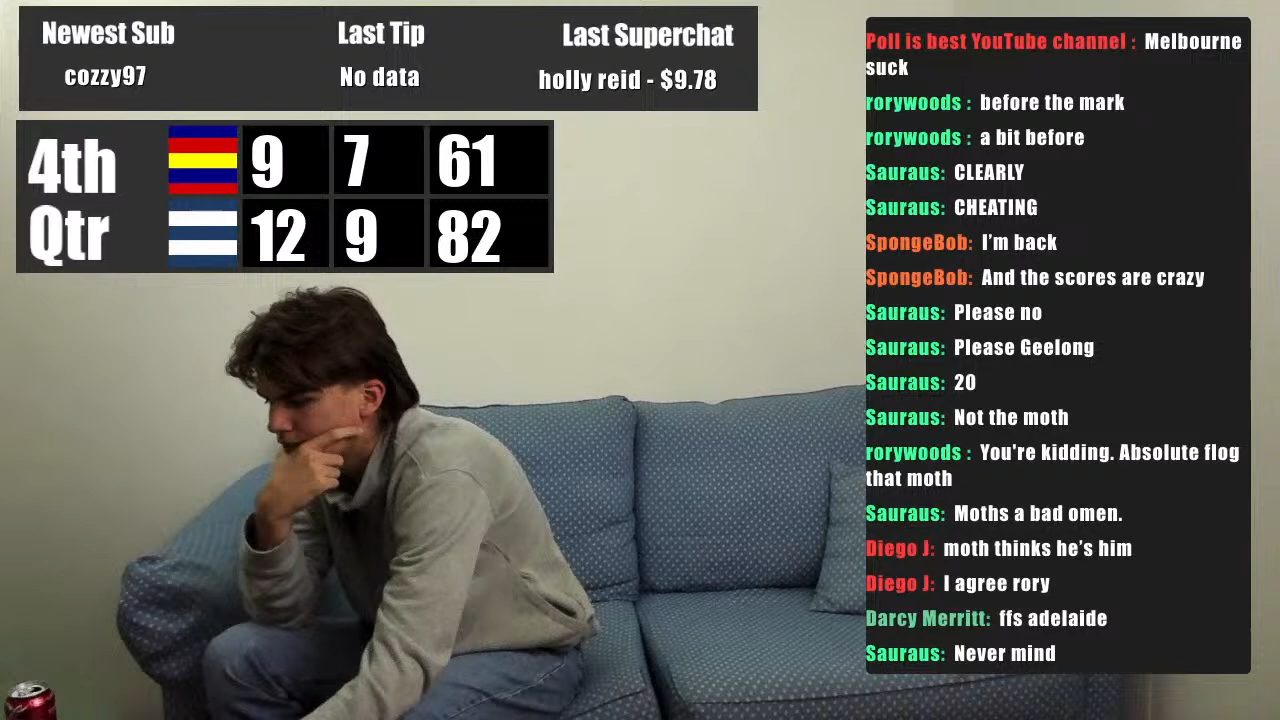 Newest Sub
Last Tip
Last Superchat
cozzy97
No data
holly reid - $9.78
4th
9 7 61
Qtr
12 9 82
Poll is best YouTube channel : Melbourne
suck
rorywoods : before the mark
rorywoods : a bit before
Sauraus: CLEARLY
Sauraus: CHEATING
SpongeBob: I'm back
SpongeBob: And the scores are crazy
Sauraus: Please no
Sauraus: Please Geelong
Sauraus: 20
Sauraus: Not the moth
rorywoods : You're kidding. Absolute flog
that moth
Sauraus: Moths a bad omen.
Diego J: moth thinks he's him
Diego J: I agree rory
Darcy Merritt: ffs adelaide
Sauraus: Never mind